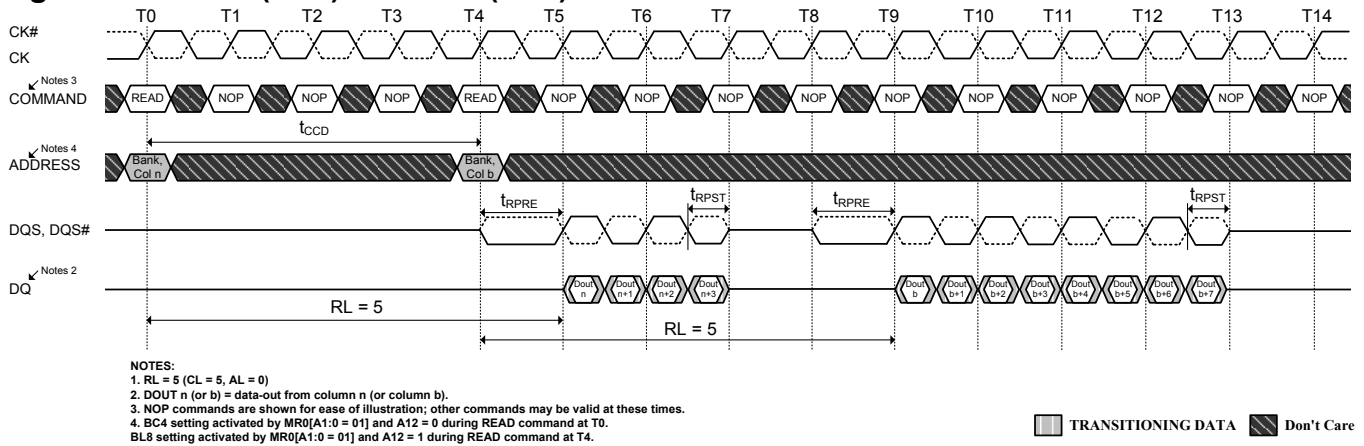 T0 T1 T2 T3 T4 T5 T6 T7 T8 T9 T10 T11 T12 T13 T14
CK#
CK
Notes 3
COMMAND READ NOP NOP NOP READ NOP NOP NOP NOP NOP NOP NOP NOP NOP NOP
tCCD
Notes 4
ADDRESS
Bank, Col n
Bank, Col b
tRPRE tRPST tRPRE tRPST
DQS, DQS#
Notes 2
DQ
Dout n
Dout n+1
Dout n+2
Dout n+3
Dout b
Dout b+1
Dout b+2
Dout b+3
Dout b+4
Dout b+5
Dout b+6
Dout b+7
RL = 5
RL = 5
NOTES:
1. RL = 5 (CL = 5, AL = 0)
2. DOUT n (or b) = data-out from column n (or column b).
3. NOP commands are shown for ease of illustration; other commands may be valid at these times.
4. BC4 setting activated by MR0[A1:0 = 01] and A12 = 0 during READ command at T0.
BL8 setting activated by MR0[A1:0 = 01] and A12 = 1 during READ command at T4.
TRANSITIONING DATA Don't Care